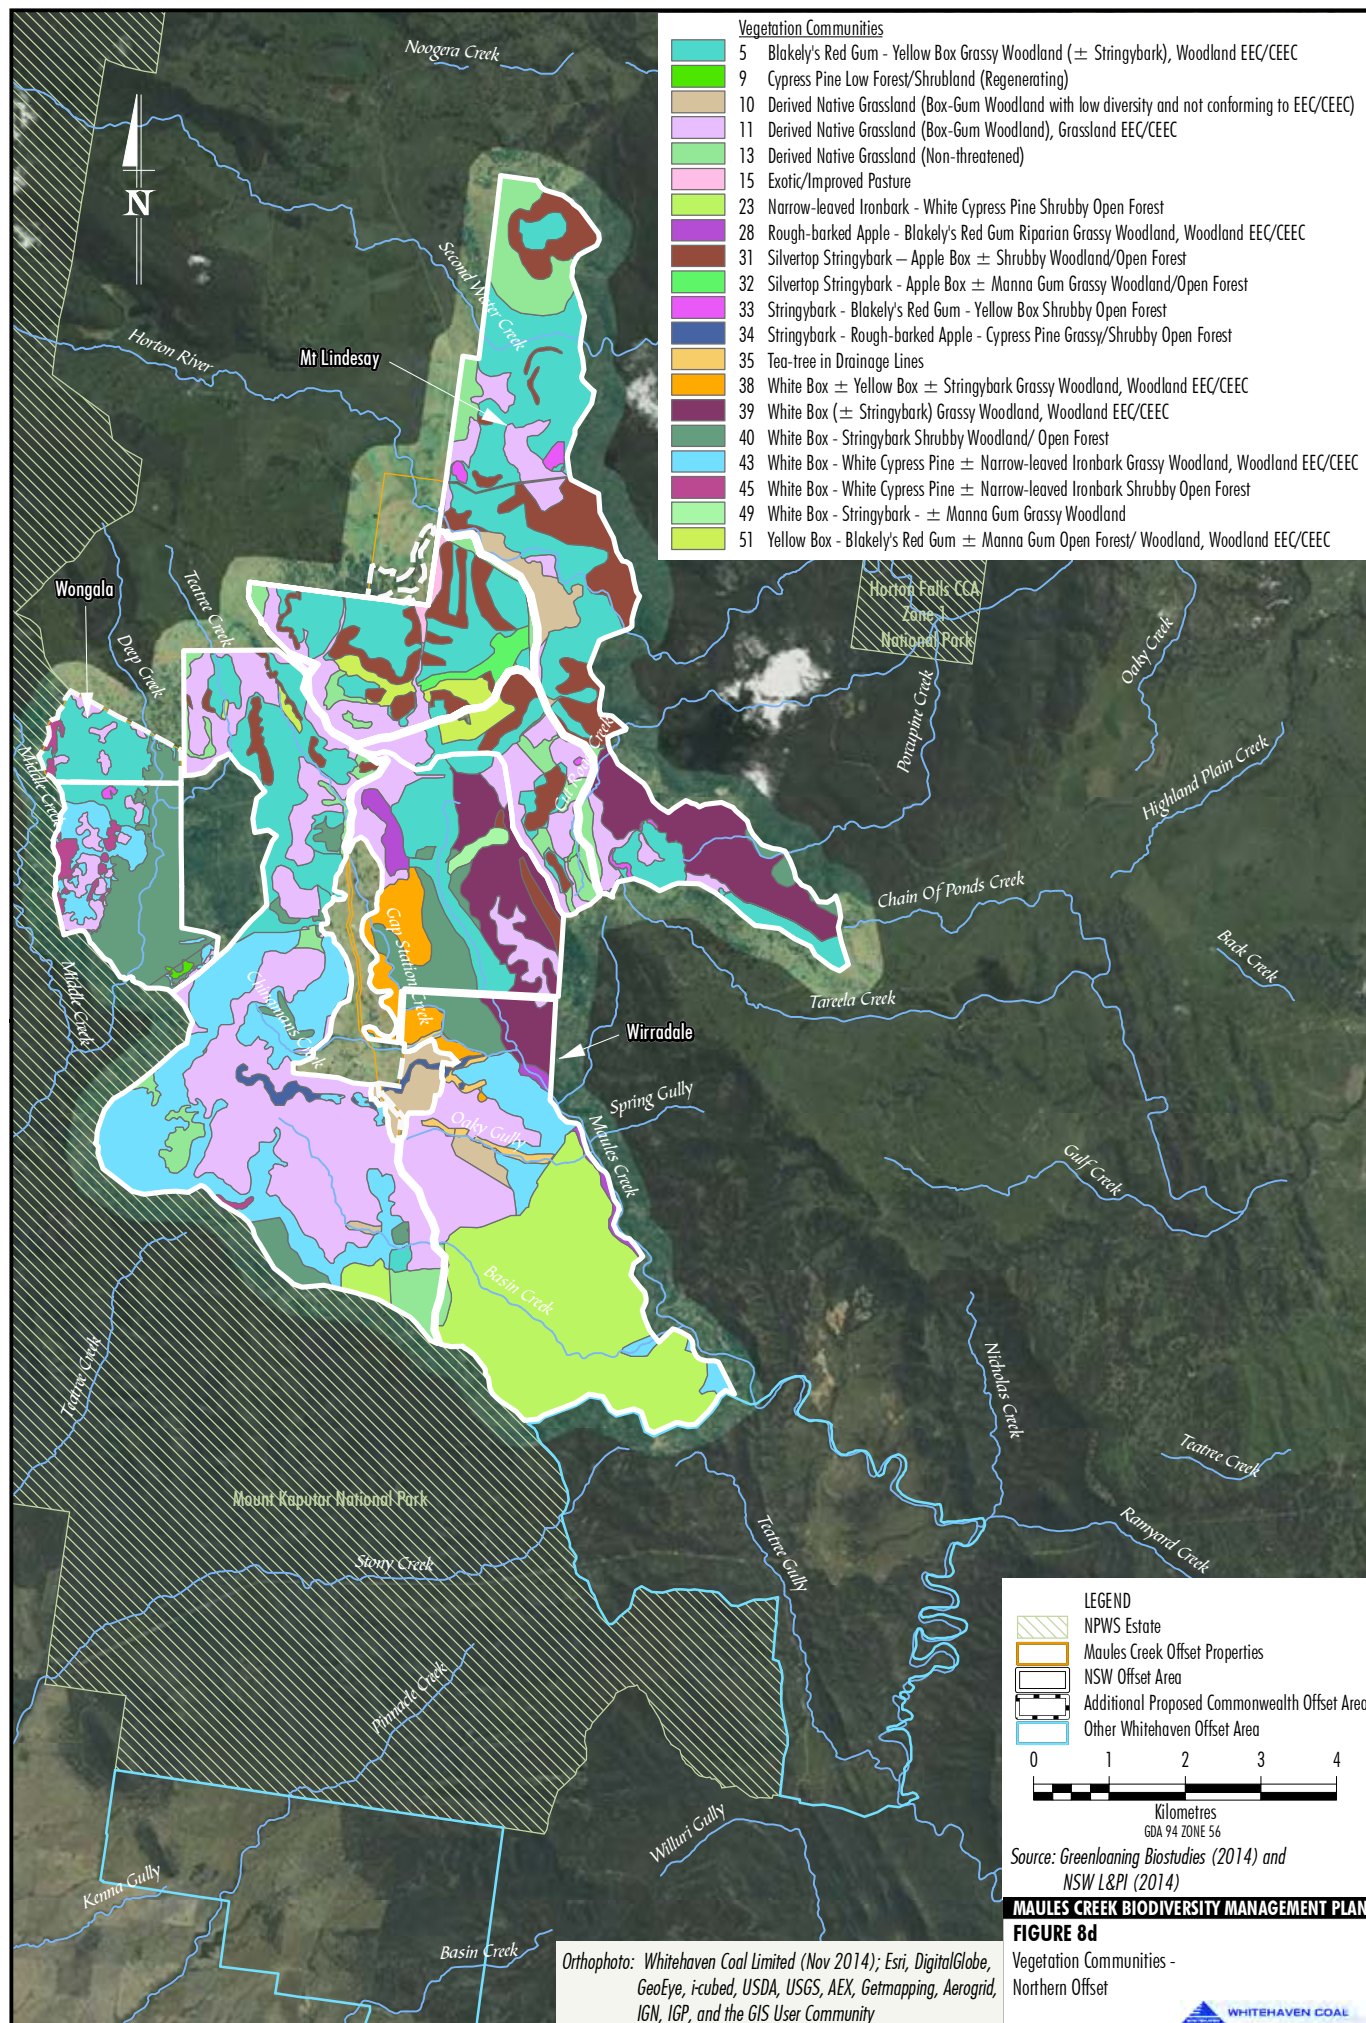 Vegetation Communities
5 Blakely's Red Gum - Yellow Box Grassy Woodland (± Stringybark), Woodland EEC/CEEC
9 Cypress Pine Low Forest/Shrubland (Regenerating)
10 Derived Native Grassland (Box-Gum Woodland with low diversity and not conforming to EEC/CEEC)
11 Derived Native Grassland (Box-Gum Woodland), Grassland EEC/CEEC
13 Derived Native Grassland (Non-threatened)
15 Exotic/Improved Pasture
23 Narrow-leaved Ironbark - White Cypress Pine Shrubby Open Forest
28 Rough-barked Apple - Blakely's Red Gum Riparian Grassy Woodland, Woodland EEC/CEEC
31 Silvertop Stringybark – Apple Box ± Shrubby Woodland/Open Forest
32 Silvertop Stringybark - Apple Box ± Manna Gum Grassy Woodland/Open Forest
33 Stringybark - Blakely's Red Gum - Yellow Box Shrubby Open Forest
34 Stringybark - Rough-barked Apple - Cypress Pine Grassy/Shrubby Open Forest
35 Tea-tree in Drainage Lines
38 White Box ± Yellow Box ± Stringybark Grassy Woodland, Woodland EEC/CEEC
39 White Box (± Stringybark) Grassy Woodland, Woodland EEC/CEEC
40 White Box - Stringybark Shrubby Woodland/ Open Forest
43 White Box - White Cypress Pine ± Narrow-leaved Ironbark Grassy Woodland, Woodland EEC/CEEC
45 White Box - White Cypress Pine ± Narrow-leaved Ironbark Shrubby Open Forest
49 White Box - Stringybark - ± Manna Gum Grassy Woodland
51 Yellow Box - Blakely's Red Gum ± Manna Gum Open Forest/ Woodland, Woodland EEC/CEEC
Noogera Creek
N
Second Water Creek
Horton River
Mt Lindesay
Wongala
Teatree Creek
Deep Creek
Horton Falls CCA
Zone 1
National Park
Oaky Creek
Porcupine Creek
Highland Plain Creek
Middle Creek
Cut Road Creek
Chain Of Ponds Creek
Back Creek
Gap Station Creek
Middle Creek
Chinamans Creek
Tareela Creek
Wirradale
Spring Gully
Oaky Gully
Maules Creek
Gulf Creek
Basin Creek
Teatree Creek
Nicholas Creek
Teatree Creek
Mount Kaputar National Park
Ramyard Creek
Stony Creek
Teatree Gully
Pinnacle Creek
Willuri Gully
Kenna Gully
Basin Creek
LEGEND
NPWS Estate
Maules Creek Offset Properties
NSW Offset Area
Additional Proposed Commonwealth Offset Area
Other Whitehaven Offset Area
0 1 2 3 4
Kilometres
GDA 94 ZONE 56
Source: Greenloaning Biostudies (2014) and
NSW L&PI (2014)
MAULES CREEK BIODIVERSITY MANAGEMENT PLAN
FIGURE 8d
Vegetation Communities -
Northern Offset
WHITEHAVEN COAL
Orthophoto: Whitehaven Coal Limited (Nov 2014); Esri, DigitalGlobe,
GeoEye, i-cubed, USDA, USGS, AEX, Getmapping, Aerogrid,
IGN, IGP, and the GIS User Community